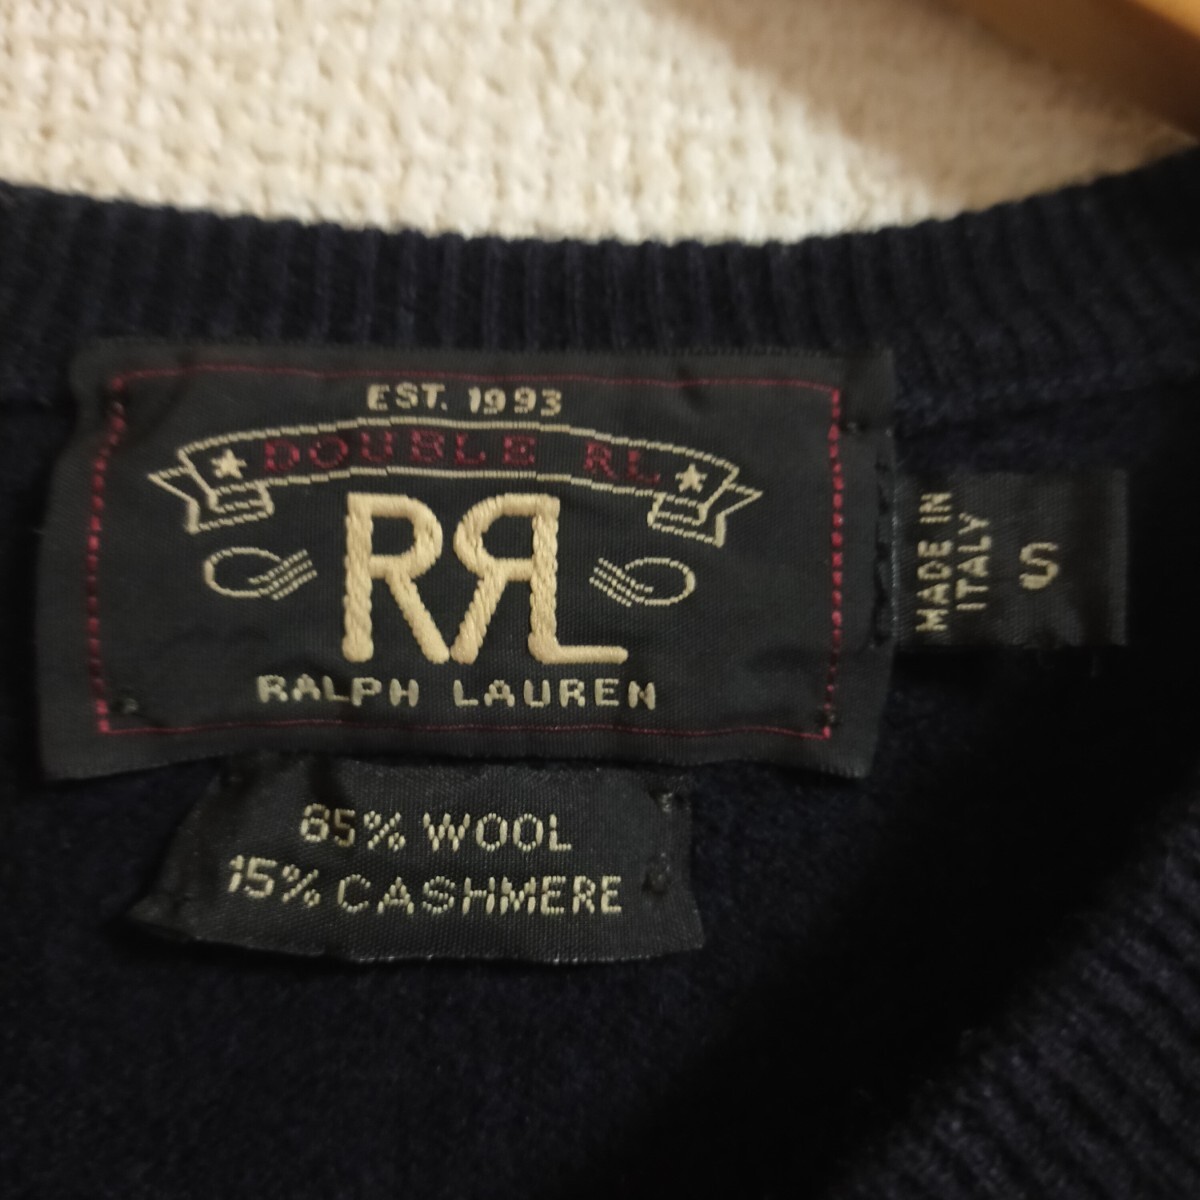 EST. 1993
DOUBLE RL
RRL
RALPH LAUREN
MADE IN
ITALY
S
85% WOOL
15% CASHMERE